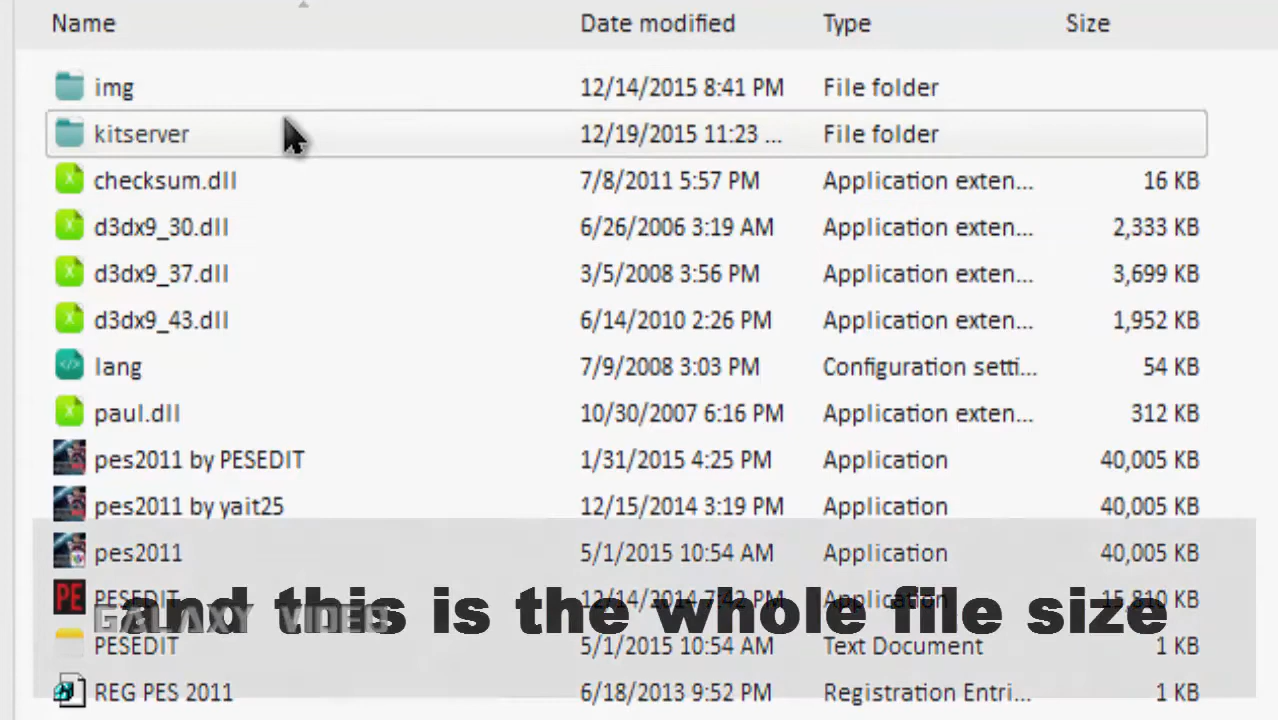 Name Date modified Type Size
img 12/14/2015 8:41 PM File folder
kitserver 12/19/2015 11:23 ... File folder
checksum.dll 7/8/2011 5:57 PM Application exten... 16 KB
d3dx9_30.dll 6/26/2006 3:19 AM Application exten... 2,333 KB
d3dx9_37.dll 3/5/2008 3:56 PM Application exten... 3,699 KB
d3dx9_43.dll 6/14/2010 2:26 PM Application exten... 1,952 KB
lang 7/9/2008 3:03 PM Configuration setti... 54 KB
paul.dll 10/30/2007 6:16 PM Application exten... 312 KB
pes2011 by PESEDIT 1/31/2015 4:25 PM Application 40,005 KB
pes2011 by yait25 12/15/2014 3:19 PM Application 40,005 KB
pes2011 5/1/2015 10:54 AM Application 40,005 KB
PE PESEDIT 12/14/2014 7:42 PM Application 15,810 KB
and this is the whole file size
GALAXY VIDEO
PESEDIT 5/1/2015 10:54 AM Text Document 1 KB
REG PES 2011 6/18/2013 9:52 PM Registration Entri... 1 KB